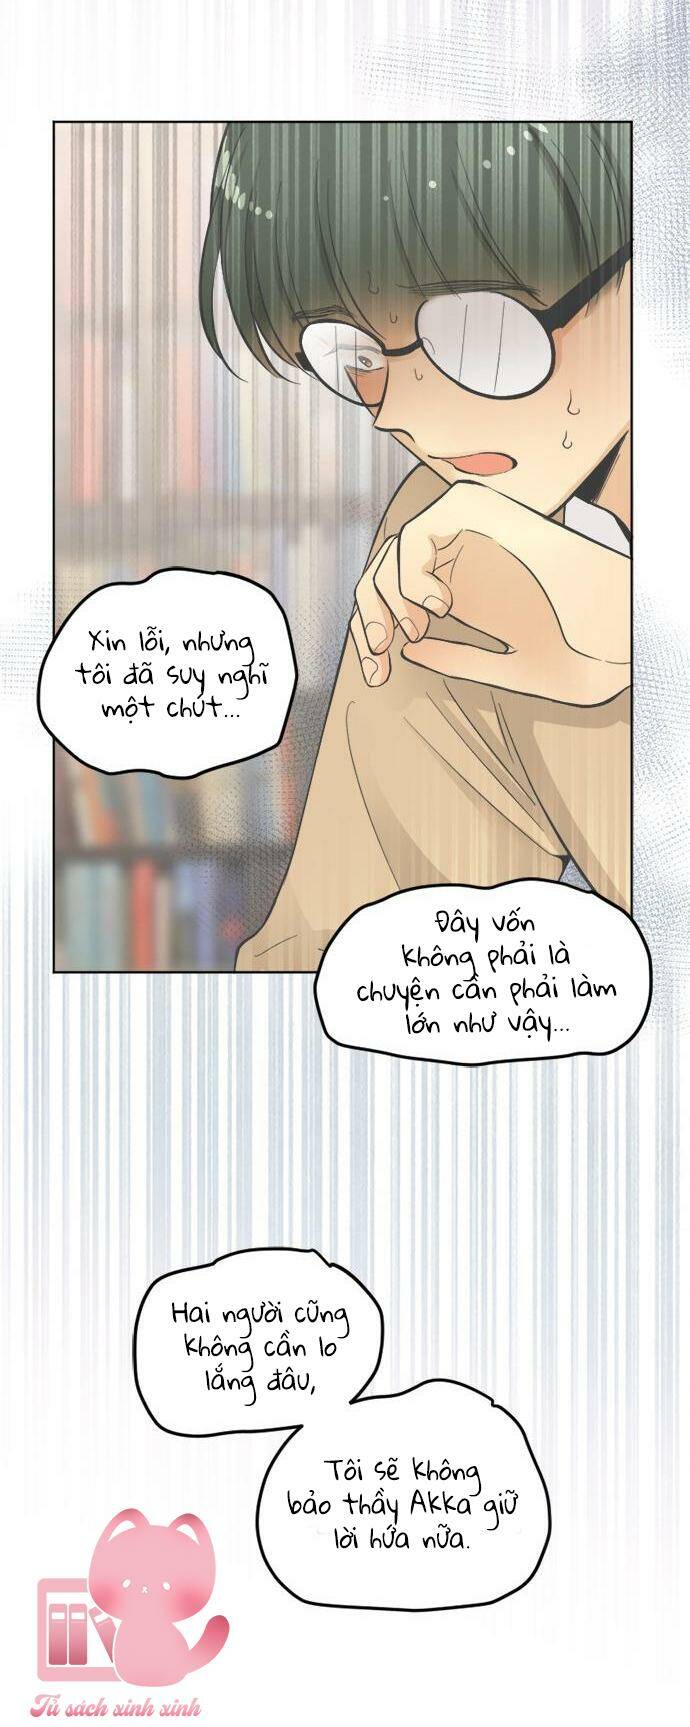 Xin lỗi, nhưng
tôi đã suy nghĩ
một chút...
Đây vốn
không phải là
chuyện cần phải làm
lớn như vậy...
Hai người cũng
không cần lo
lắng đâu,
Tôi sẽ không
bảo thầy Akka giữ
lời hứa nữa.
Tủ sách xinh xinh